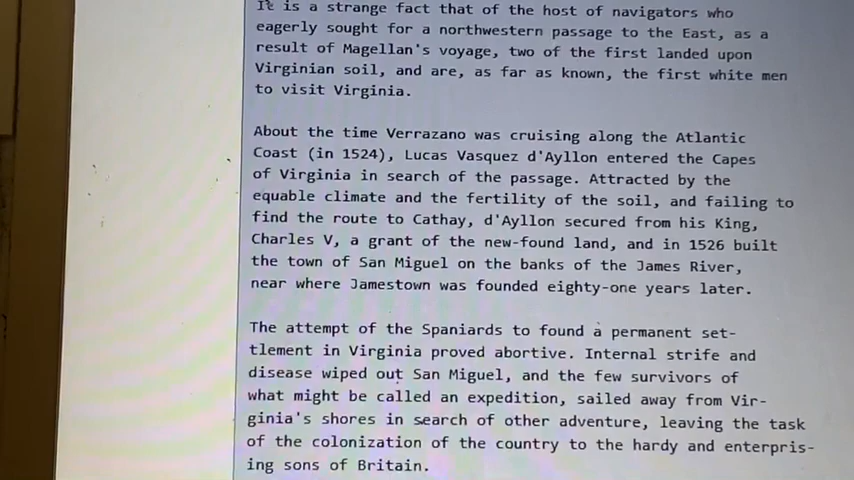 It is a strange fact that of the host of navigators who
eagerly sought for a northwestern passage to the East, as a
result of Magellan's voyage, two of the first landed upon
Virginian soil, and are, as far as known, the first white men
to visit Virginia.
About the time Verrazano was cruising along the Atlantic
Coast (in 1524), Lucas Vasquez d'Ayllon entered the Capes
of Virginia in search of the passage. Attracted by the
equable climate and the fertility of the soil, and failing to
find the route to Cathay, d'Ayllon secured from his King,
Charles V, a grant of the new-found land, and in 1526 built
the town of San Miguel on the banks of the James River,
near where Jamestown was founded eighty-one years later.
The attempt of the Spaniards to found a permanent set-
tlement in Virginia proved abortive. Internal strife and
disease wiped out San Miguel, and the few survivors of
what might be called an expedition, sailed away from Vir-
ginia's shores in search of other adventure, leaving the task
of the colonization of the country to the hardy and enterpris-
ing sons of Britain.